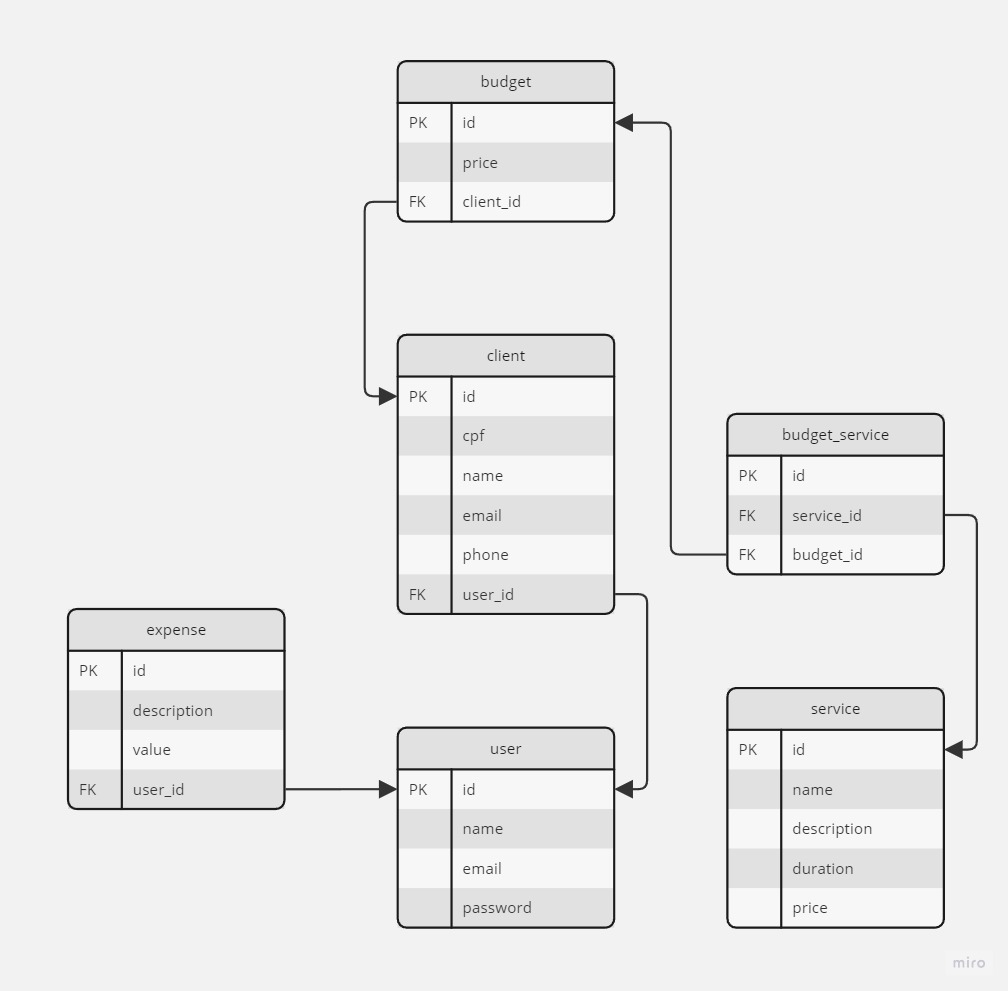 budget
PK id
price
FK client_id
client
PK id
cpf
name
email
phone
FK user_id
budget_service
PK id
FK service_id
FK budget_id
expense
PK id
description
value
FK user_id
user
PK id
name
email
password
service
PK id
name
description
duration
price
miro